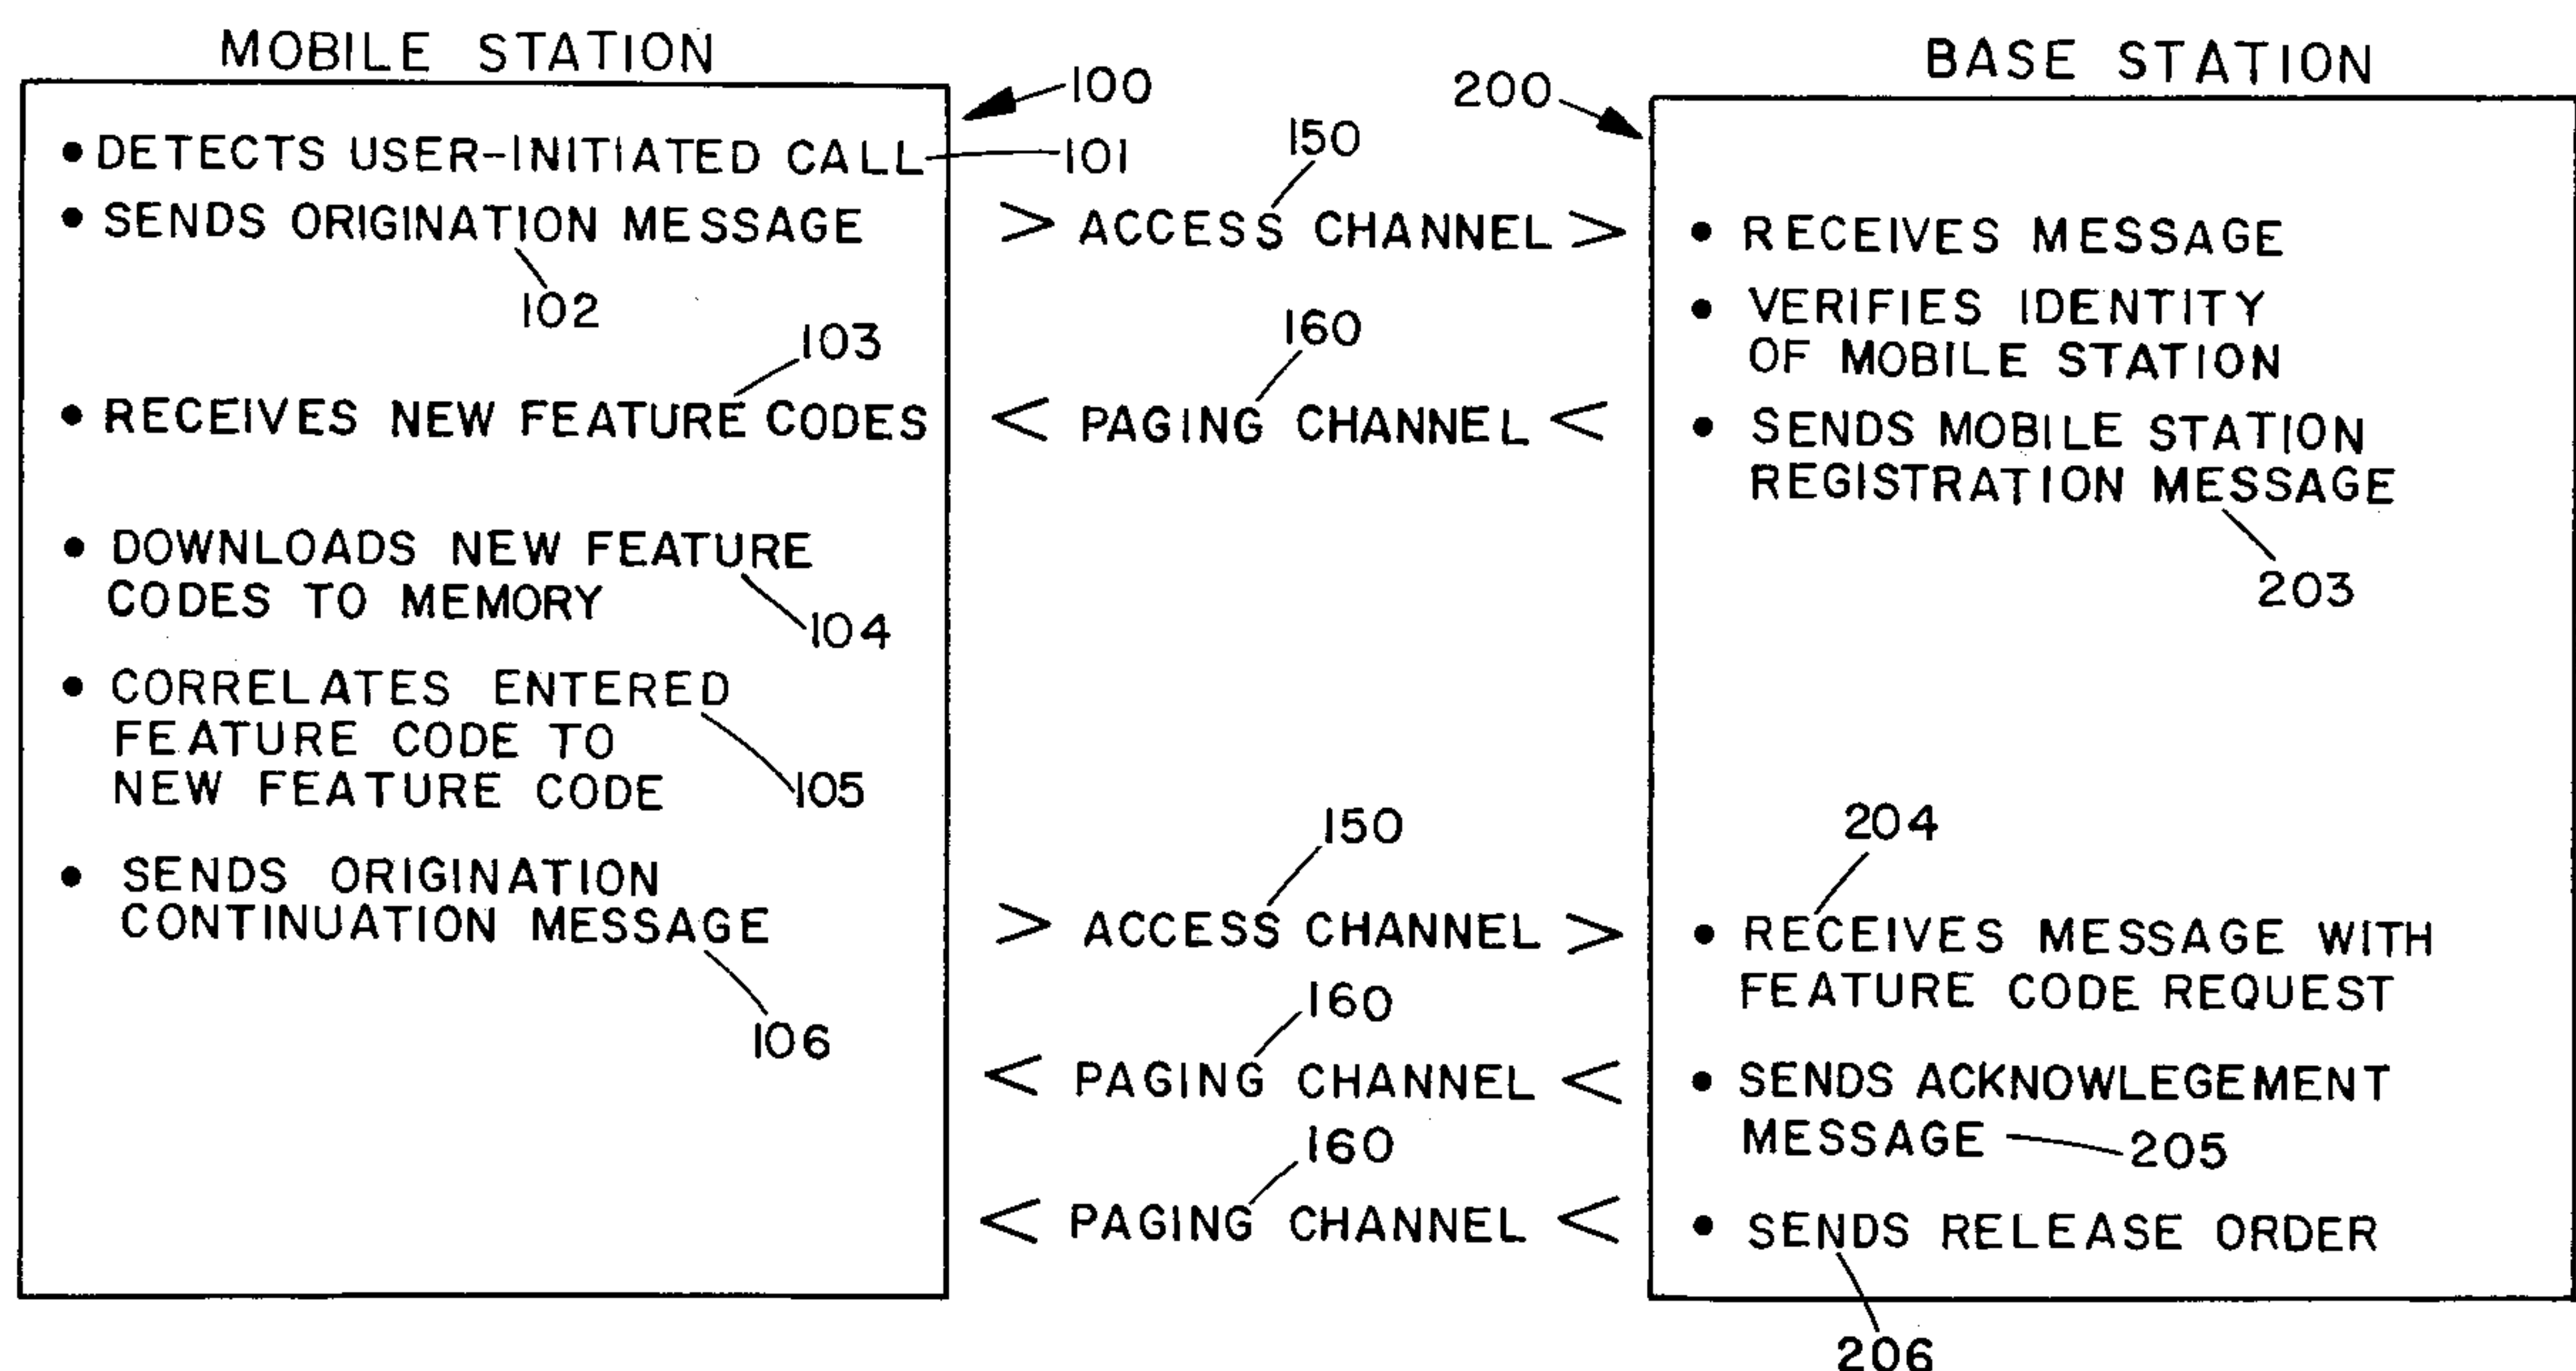 MOBILE STATION
BASE STATION
100
200
• DETECTS USER-INITIATED CALL
101
150
• SENDS ORIGINATION MESSAGE
> ACCESS CHANNEL >
• RECEIVES MESSAGE
102
• VERIFIES IDENTITY
OF MOBILE STATION
103
160
• RECEIVES NEW FEATURE CODES
< PAGING CHANNEL <
• SENDS MOBILE STATION
REGISTRATION MESSAGE
203
• DOWNLOADS NEW FEATURE
CODES TO MEMORY
104
• CORRELATES ENTERED
FEATURE CODE TO
NEW FEATURE CODE
105
150
204
• SENDS ORIGINATION
CONTINUATION MESSAGE
106
> ACCESS CHANNEL >
• RECEIVES MESSAGE WITH
FEATURE CODE REQUEST
160
< PAGING CHANNEL <
• SENDS ACKNOWLEGEMENT
MESSAGE
205
160
< PAGING CHANNEL <
• SENDS RELEASE ORDER
206